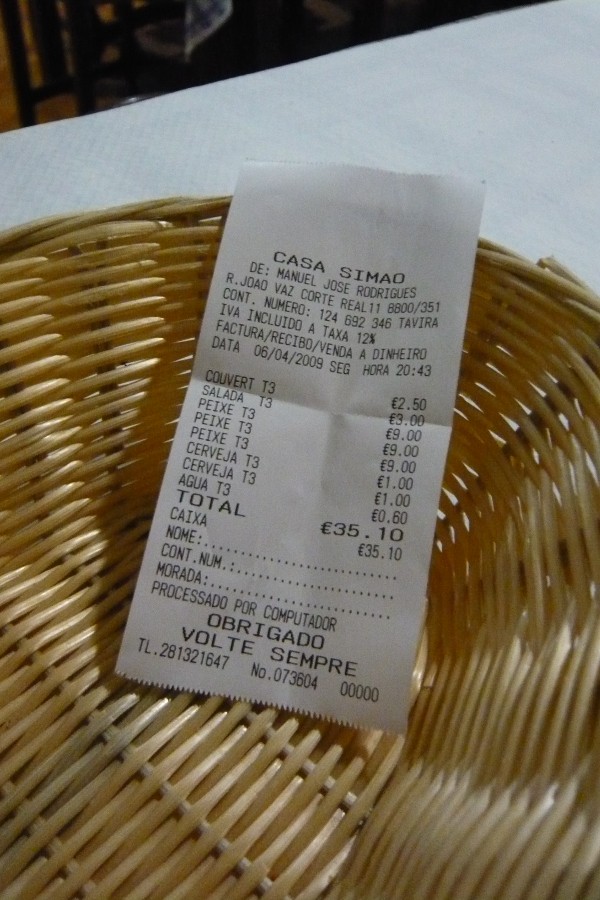 CASA SIMAO
DE: MANUEL JOSE RODRIGUES
R.JOAO VAZ CORTE REAL11 8800/351
CONT. NUMERO: 124 692 346 TAVIRA
IVA INCLUIDO A TAXA 12%
FACTURA/RECIBO/VENDA A DINHEIRO
DATA 06/04/2009 SEG HORA 20:43
COUVERT T3 €2.50
SALADA T3 €3.00
PEIXE T3 €9.00
PEIXE T3 €9.00
PEIXE T3 €9.00
CERVEJA T3 €1.00
CERVEJA T3 €1.00
AGUA T3 €0.60
TOTAL €35.10
CAIXA €35.10
NOME:..............................
CONT.NUM.:.........................
MORADA:............................
PROCESSADO POR COMPUTADOR
OBRIGADO
VOLTE SEMPRE
TL.281321647 No.073604 00000